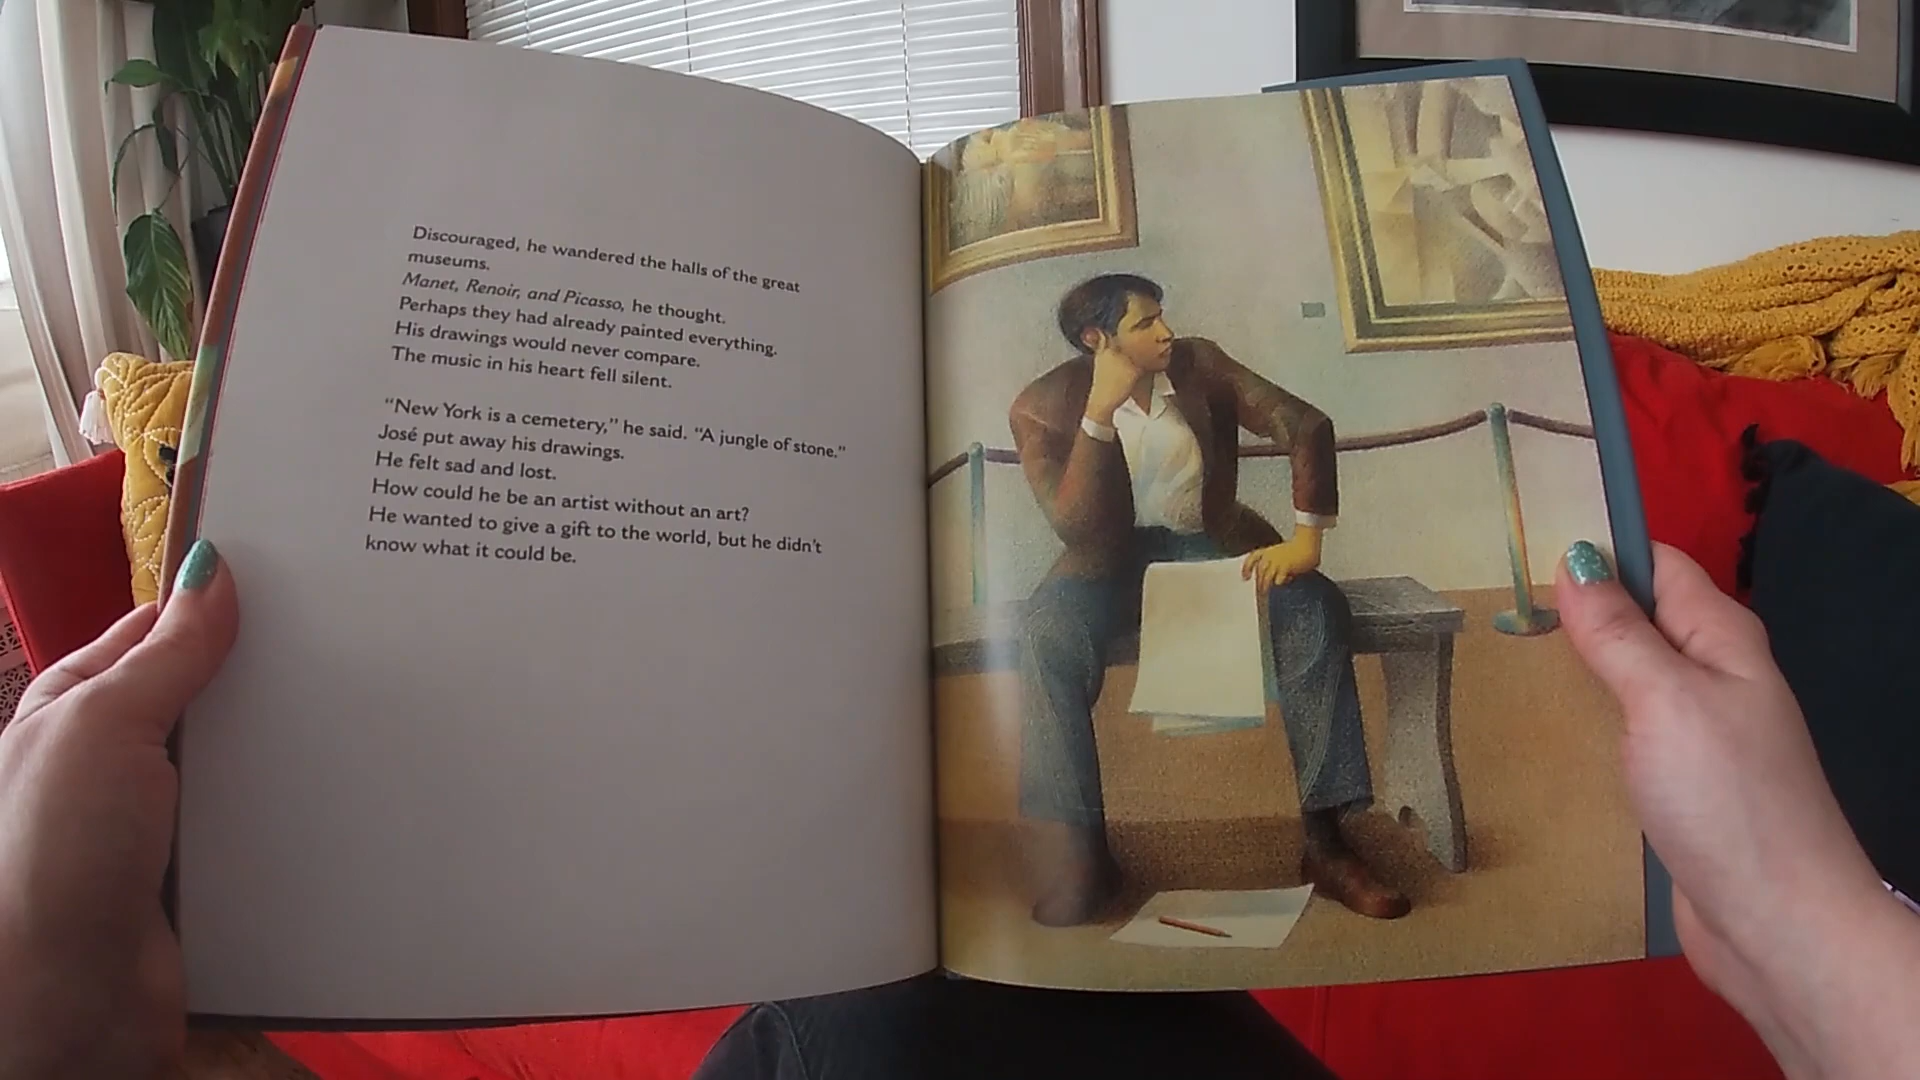 Discouraged, he wandered the halls of the great
museums.
Manet, Renoir, and Picasso, he thought.
Perhaps they had already painted everything.
His drawings would never compare.
The music in his heart fell silent.
“New York is a cemetery,” he said. “A jungle of stone.”
José put away his drawings.
He felt sad and lost.
How could he be an artist without an art?
He wanted to give a gift to the world, but he didn’t
know what it could be.